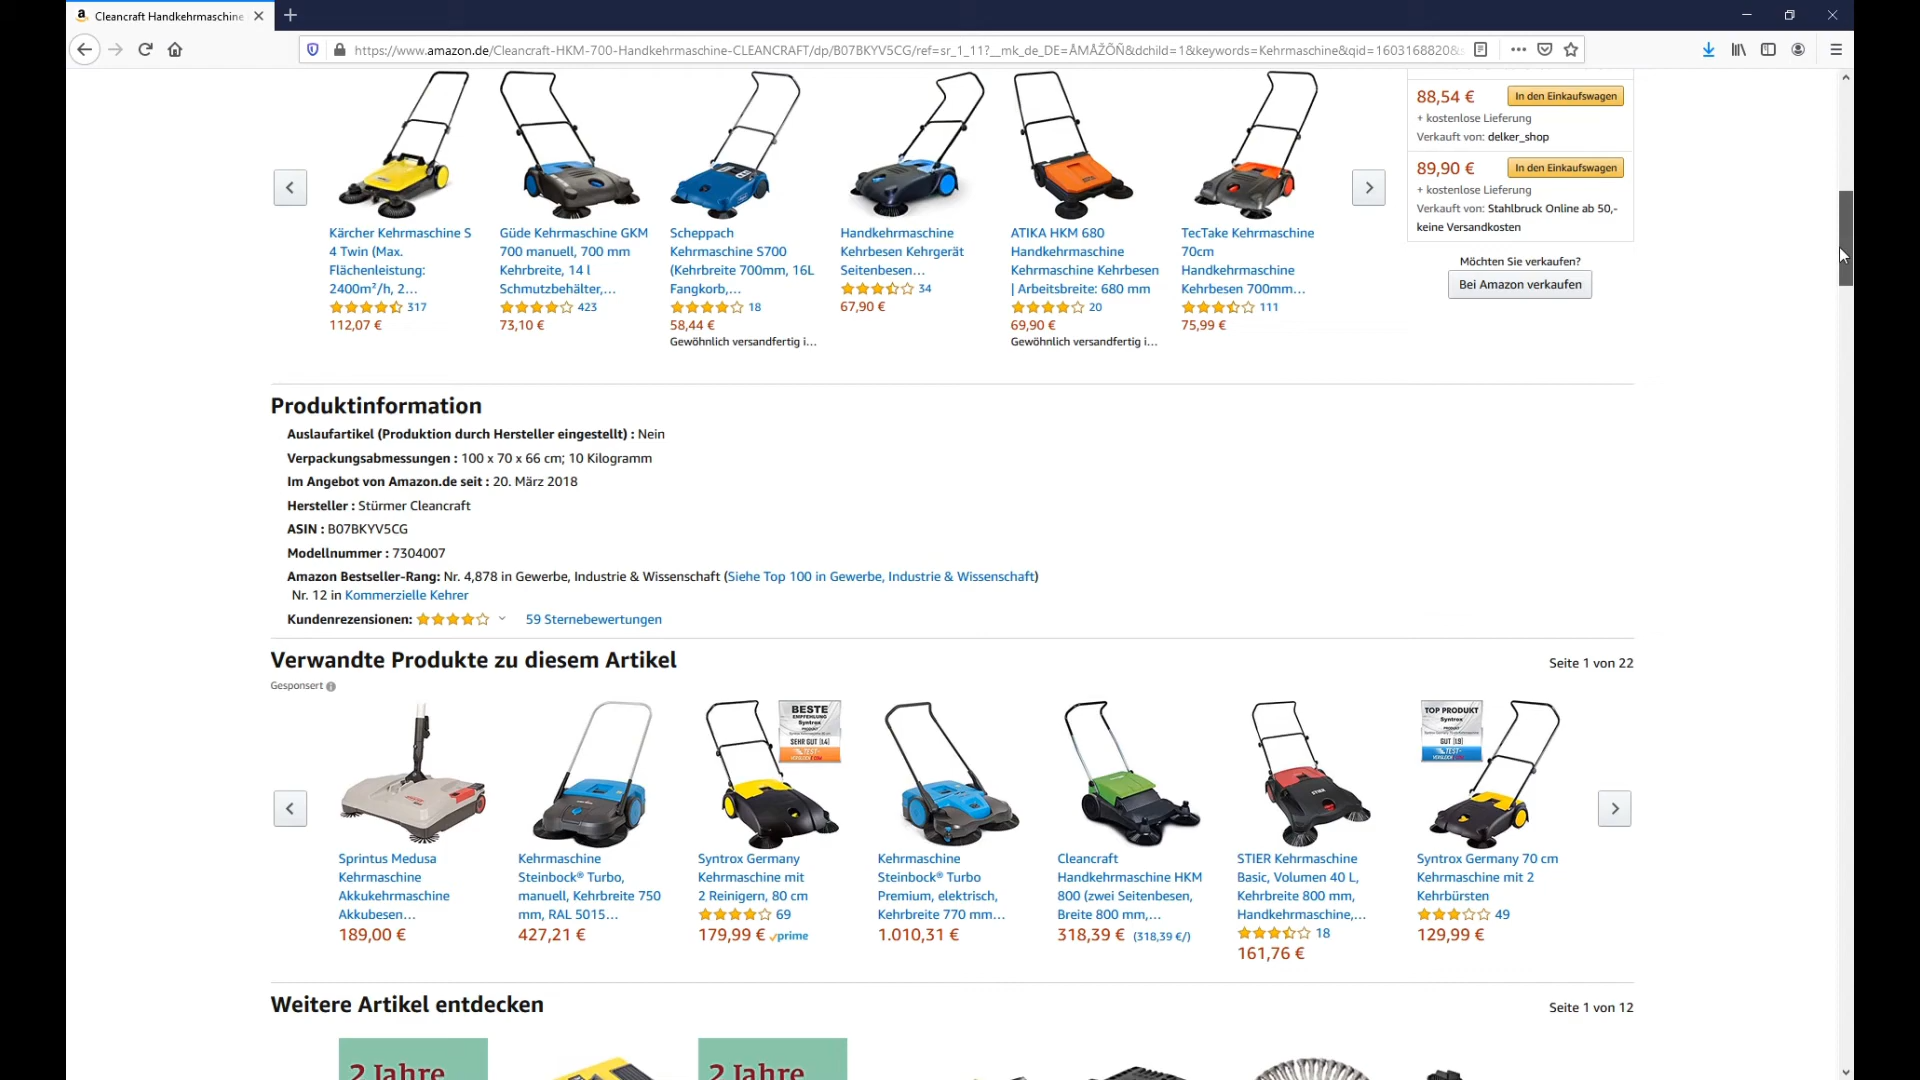 Cleancraft Handkehrmaschine
https://www.amazon.de/Cleancraft-HKM-700-Handkehrmaschine-CLEANCRAFT/dp/B07BKYV5CG/ref=sr_1_11?__mk_de_DE=ÅMÅŽÕÑ&dchild=1&keywords=Kehrmaschine&qid=1603168820&
88,54 € In den Einkaufswagen
+ kostenlose Lieferung
Verkauft von: delker_shop
89,90 € In den Einkaufswagen
+ kostenlose Lieferung
Verkauft von: Stahlbruck Online ab 50,-
keine Versandkosten
Möchten Sie verkaufen?
Bei Amazon verkaufen
Kärcher Kehrmaschine S
4 Twin (Max.
Flächenleistung:
2400m²/h, 2...
317
112,07 €
Güde Kehrmaschine GKM
700 manuell, 700 mm
Kehrbreite, 14 l
Schmutzbehälter,...
423
73,10 €
Scheppach
Kehrmaschine S700
(Kehrbreite 700mm, 16L
Fangkorb,...
18
58,44 €
Gewöhnlich versandfertig i...
Handkehrmaschine
Kehrbesen Kehrgerät
Seitenbesen...
34
67,90 €
ATIKA HKM 680
Handkehrmaschine
Kehrmaschine Kehrbesen
| Arbeitsbreite: 680 mm
20
69,90 €
Gewöhnlich versandfertig i...
TecTake Kehrmaschine
70cm
Handkehrmaschine
Kehrbesen 700mm...
111
75,99 €
Produktinformation
Auslaufartikel (Produktion durch Hersteller eingestellt) : Nein
Verpackungsabmessungen : 100 x 70 x 66 cm; 10 Kilogramm
Im Angebot von Amazon.de seit : 20. März 2018
Hersteller : Stürmer Cleancraft
ASIN : B07BKYV5CG
Modellnummer : 7304007
Amazon Bestseller-Rang: Nr. 4,878 in Gewerbe, Industrie & Wissenschaft (Siehe Top 100 in Gewerbe, Industrie & Wissenschaft)
Nr. 12 in Kommerzielle Kehrer
Kundenrezensionen: 59 Sternebewertungen
Verwandte Produkte zu diesem Artikel
Seite 1 von 22
Gesponsert
BESTE
EMPFEHLUNG
Syntrox
PRODUKT
SEHR GUT (1,4)
TEST-
VERGLEICH.COM
TOP PRODUKT
Syntrox
PRODUKT
GUT (1,9)
TEST-
VERGLEICH.COM
Sprintus Medusa
Kehrmaschine
Akkukehrmaschine
Akkubesen...
189,00 €
Kehrmaschine
Steinbock® Turbo,
manuell, Kehrbreite 750
mm, RAL 5015...
427,21 €
Syntrox Germany
Kehrmaschine mit
2 Reinigern, 80 cm
69
179,99 € prime
Kehrmaschine
Steinbock® Turbo
Premium, elektrisch,
Kehrbreite 770 mm...
1.010,31 €
Cleancraft
Handkehrmaschine HKM
800 (zwei Seitenbesen,
Breite 800 mm,...
318,39 € (318,39 €/)
STIER Kehrmaschine
Basic, Volumen 40 L,
Kehrbreite 800 mm,
Handkehrmaschine,...
18
161,76 €
Syntrox Germany 70 cm
Kehrmaschine mit 2
Kehrbürsten
49
129,99 €
Weitere Artikel entdecken
Seite 1 von 12
2 Jahre
2 Jahre